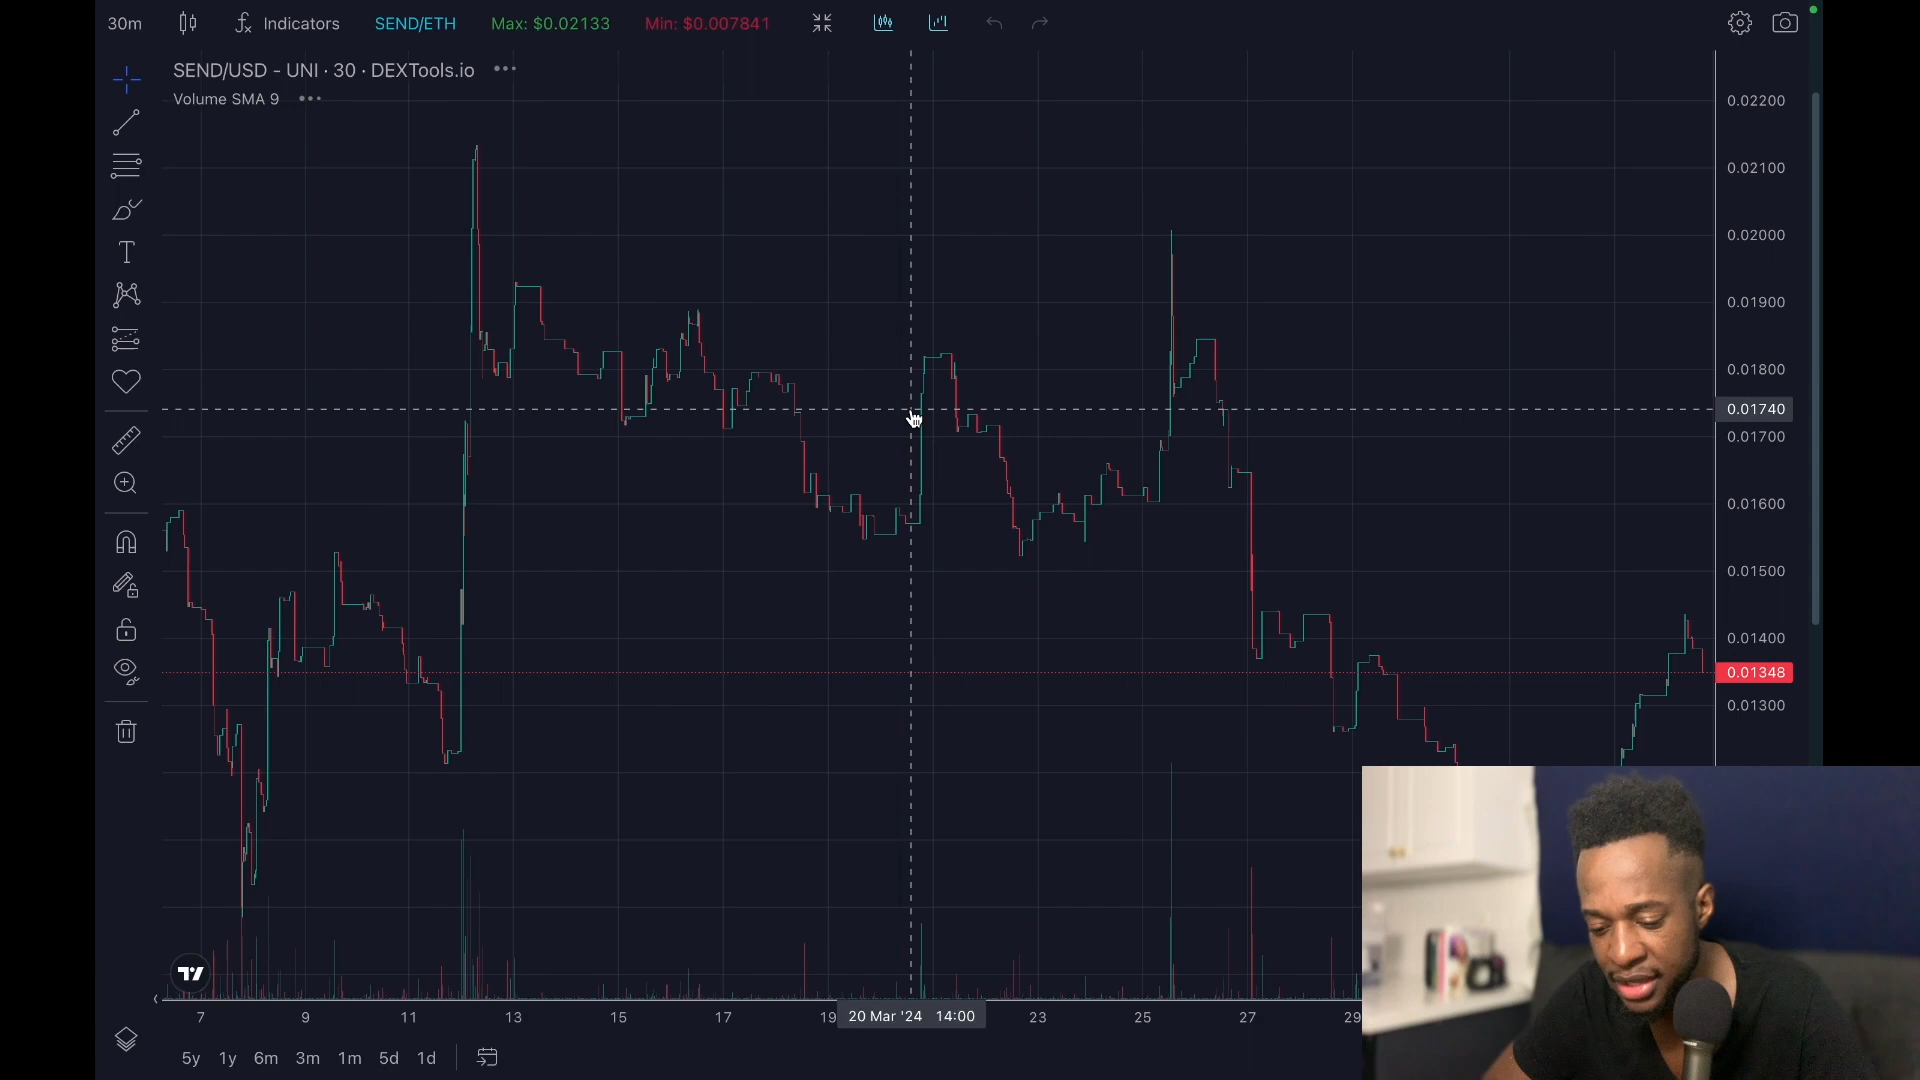 30m Indicators SEND/ETH Max: $0.02133 Min: $0.007841
SEND/USD - UNI · 30 · DEXTools.io
Volume SMA 9
0.02200
0.02100
0.02000
0.01900
0.01800
0.01740
0.01700
0.01600
0.01500
0.01400
0.01348
0.01300
7 9 11 13 15 17 19 20 Mar '24 14:00 23 25 27 29
5y 1y 6m 3m 1m 5d 1d